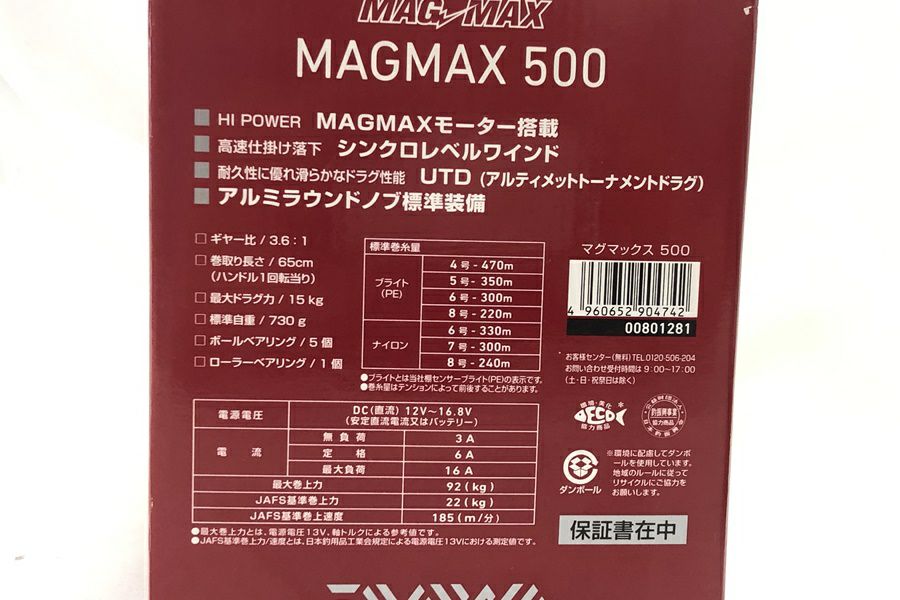 MAGMAX
MAGMAX 500
HI POWER MAGMAXモーター搭載
高速仕掛け落下 シンクロレベルワインド
耐久性に優れ滑らかなドラグ性能 UTD (アルティメットトーナメントドラグ)
アルミラウンドノブ標準装備
□ ギヤー比 / 3.6 : 1
□ 巻取り長さ / 65cm
(ハンドル1回転当り)
□ 最大ドラグ力 / 15 kg
□ 標準自重 / 730 g
□ ボールベアリング / 5 個
□ ローラーベアリング / 1 個
標準巻糸量
ブライト
(PE)
4 号 - 470m
5 号 - 350m
6 号 - 300m
8 号 - 220m
ナイロン
6 号 - 330m
7 号 - 300m
8 号 - 240m
●ブライトとは当社棚センサーブライト(PE)の表示です。
●巻糸量はテンションによって前後することがあります。
マグマックス 500
4 960652 904742
00801281
お客様センター(無料)TEL.0120-506-204
お問い合わせ受付時間は 9:00〜17:00
(土・日・祝祭日は除く)
電源電圧 DC(直流) 12V〜16.8V
(安定直流電流又はバッテリー)
電流
無負荷 3 A
定格 6 A
最大負荷 16 A
最大巻上力 92 (kg)
JAFS基準巻上力 22 (kg)
JAFS基準巻上速度 185 (m/分)
●最大巻上力とは、電源電圧13V、軸トルクによる参考値です。
●JAFS基準巻上力/速度とは、日本釣用品工業会規定による電源電圧13Vにおける測定値です。
環境・美化
AFCO
協力商品
釣振興事業
協力商品
ダンボール
※環境に配慮してダンボ
ールを使用しています。
地域のルールに従って
リサイクルにご協力を
お願いします。
保証書在中
DAIWA